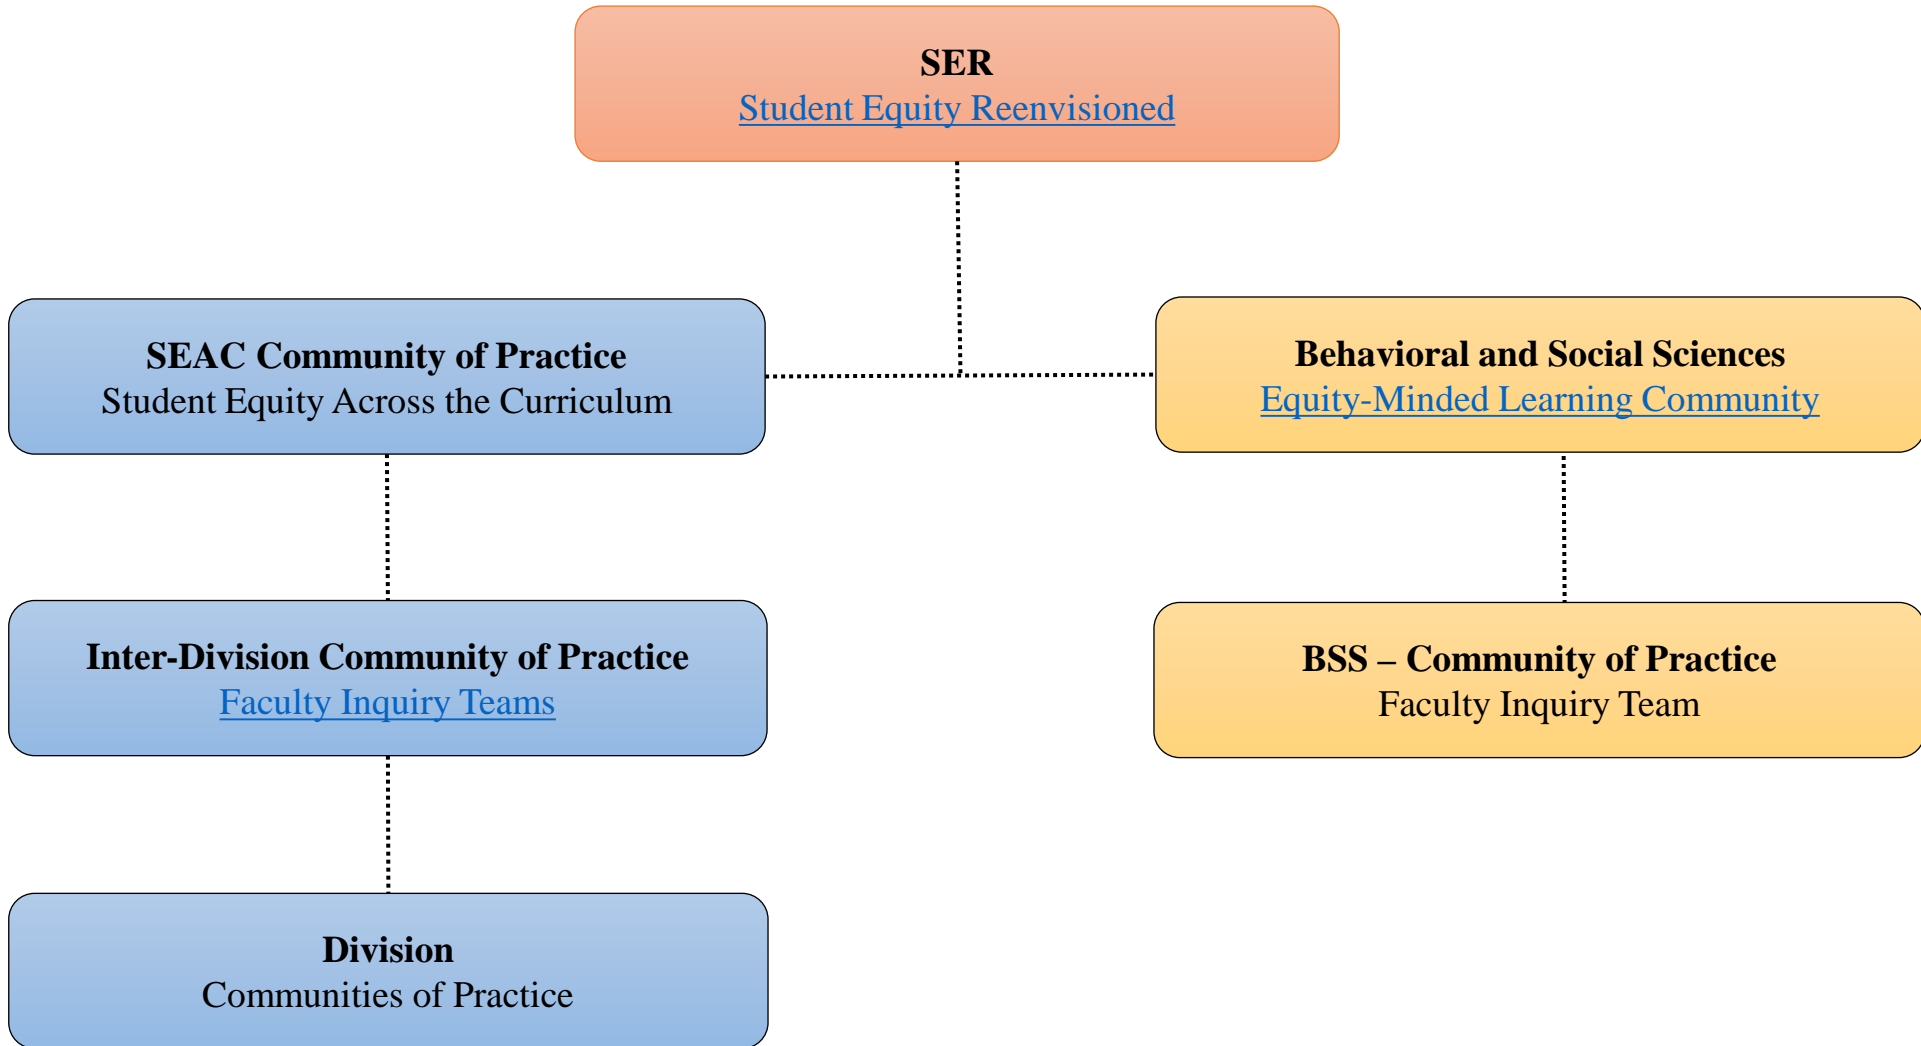 SER
Student Equity Reenvisioned
SEAC Community of Practice
Student Equity Across the Curriculum
Behavioral and Social Sciences
Equity-Minded Learning Community
Inter-Division Community of Practice
Faculty Inquiry Teams
BSS – Community of Practice
Faculty Inquiry Team
Division
Communities of Practice